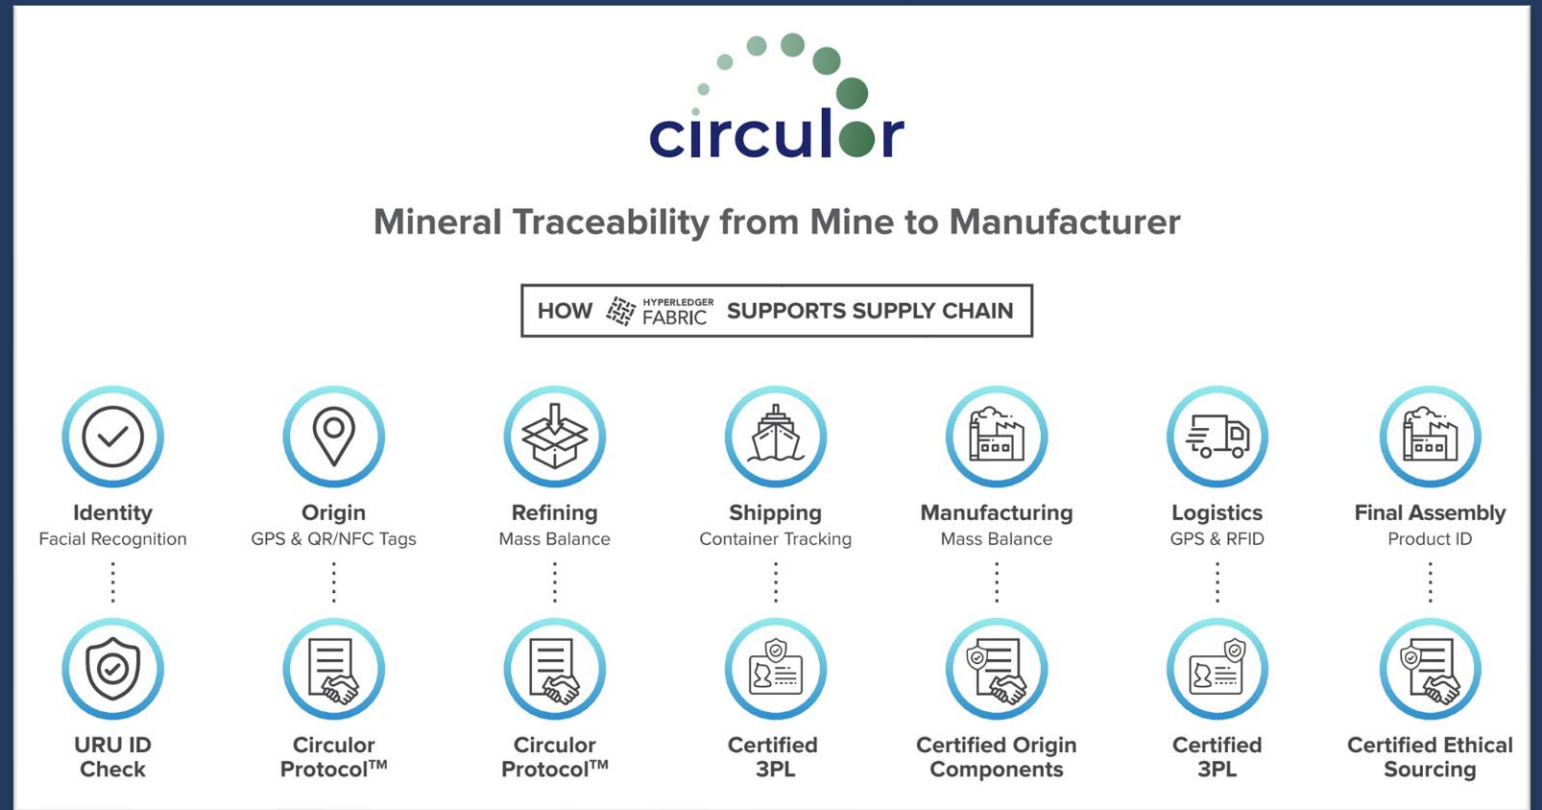 circulor
Mineral Traceability from Mine to Manufacturer
HOW HYPERLEDGER FABRIC SUPPORTS SUPPLY CHAIN
Identity
Facial Recognition
Origin
GPS & QR/NFC Tags
Refining
Mass Balance
Shipping
Container Tracking
Manufacturing
Mass Balance
Logistics
GPS & RFID
Final Assembly
Product ID
URU ID
Check
Circulor
Protocol™
Circulor
Protocol™
Certified
3PL
Certified Origin
Components
Certified
3PL
Certified Ethical
Sourcing